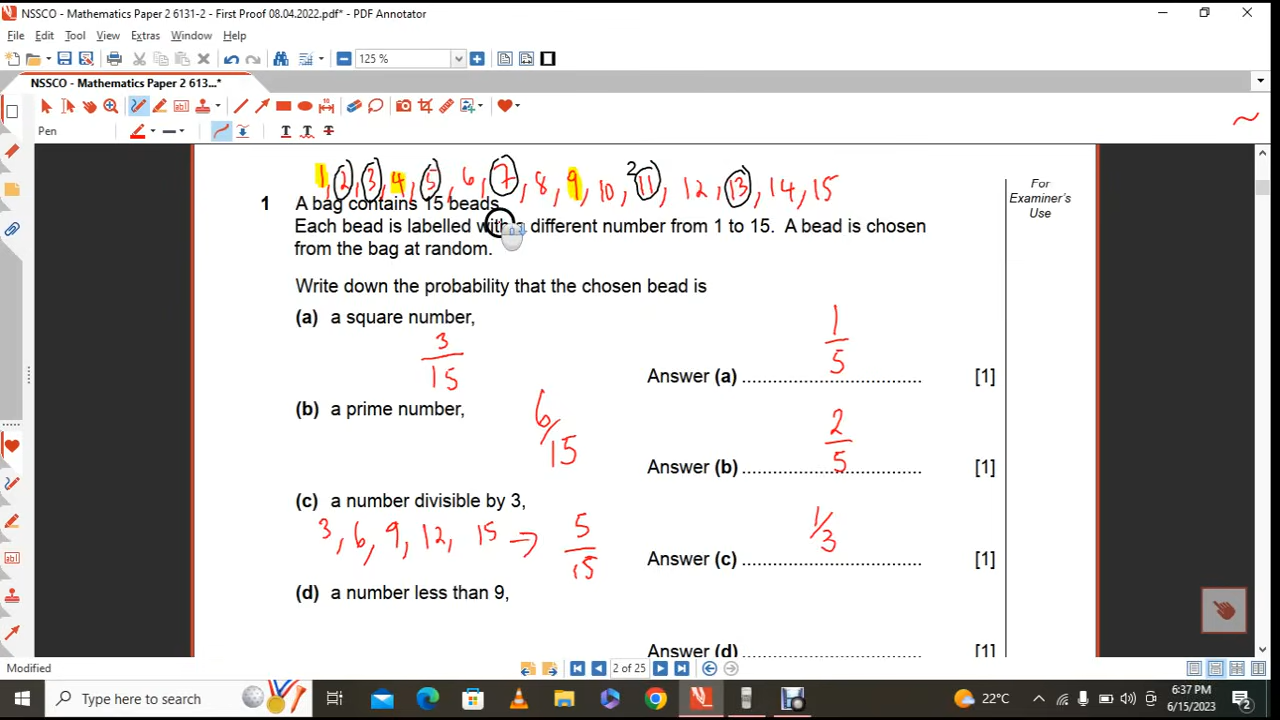 NSSCO - Mathematics Paper 2 6131-2 - First Proof 08.04.2022.pdf* - PDF Annotator
File Edit Tool View Extras Window Help
125 %
NSSCO - Mathematics Paper 2 613...*
Pen
1, 2, 3, 4, 5, 6, 7, 8, 9, 10, 11, 12, 13, 14, 15
2
For
Examiner's
Use
1 A bag contains 15 beads.
Each bead is labelled with a different number from 1 to 15. A bead is chosen
from the bag at random.
Write down the probability that the chosen bead is
(a) a square number,
3/15
1/5
Answer (a) ........................................ [1]
(b) a prime number,
6/15
2/5
Answer (b) ........................................ [1]
(c) a number divisible by 3,
3, 6, 9, 12, 15 → 5/15
1/3
Answer (c) ........................................ [1]
(d) a number less than 9,
Answer (d) ........................................ [1]
Modified
2 of 25
Type here to search
22°C
6:37 PM
6/15/2023
2